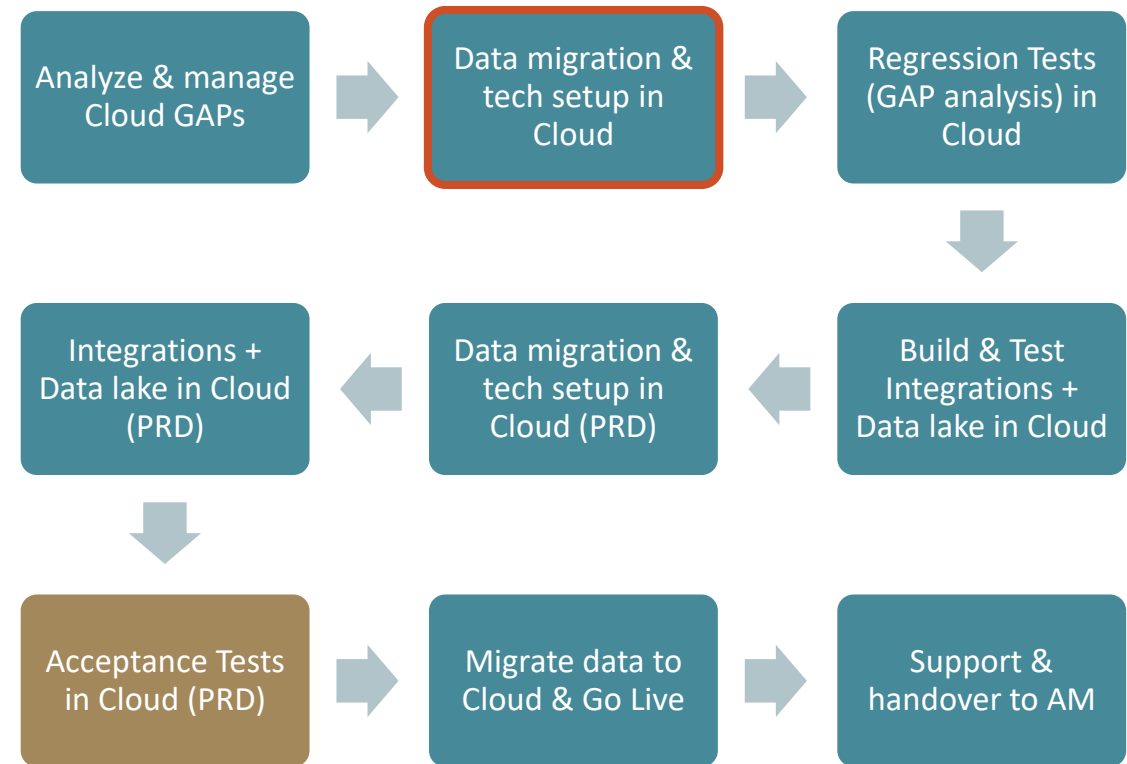 Analyze & manage
Cloud GAPs
Data migration &
tech setup in
Cloud
Regression Tests
(GAP analysis) in
Cloud
Build & Test
Integrations +
Data lake in Cloud
Data migration &
tech setup in
Cloud (PRD)
Integrations +
Data lake in Cloud
(PRD)
Acceptance Tests
in Cloud (PRD)
Migrate data to
Cloud & Go Live
Support &
handover to AM